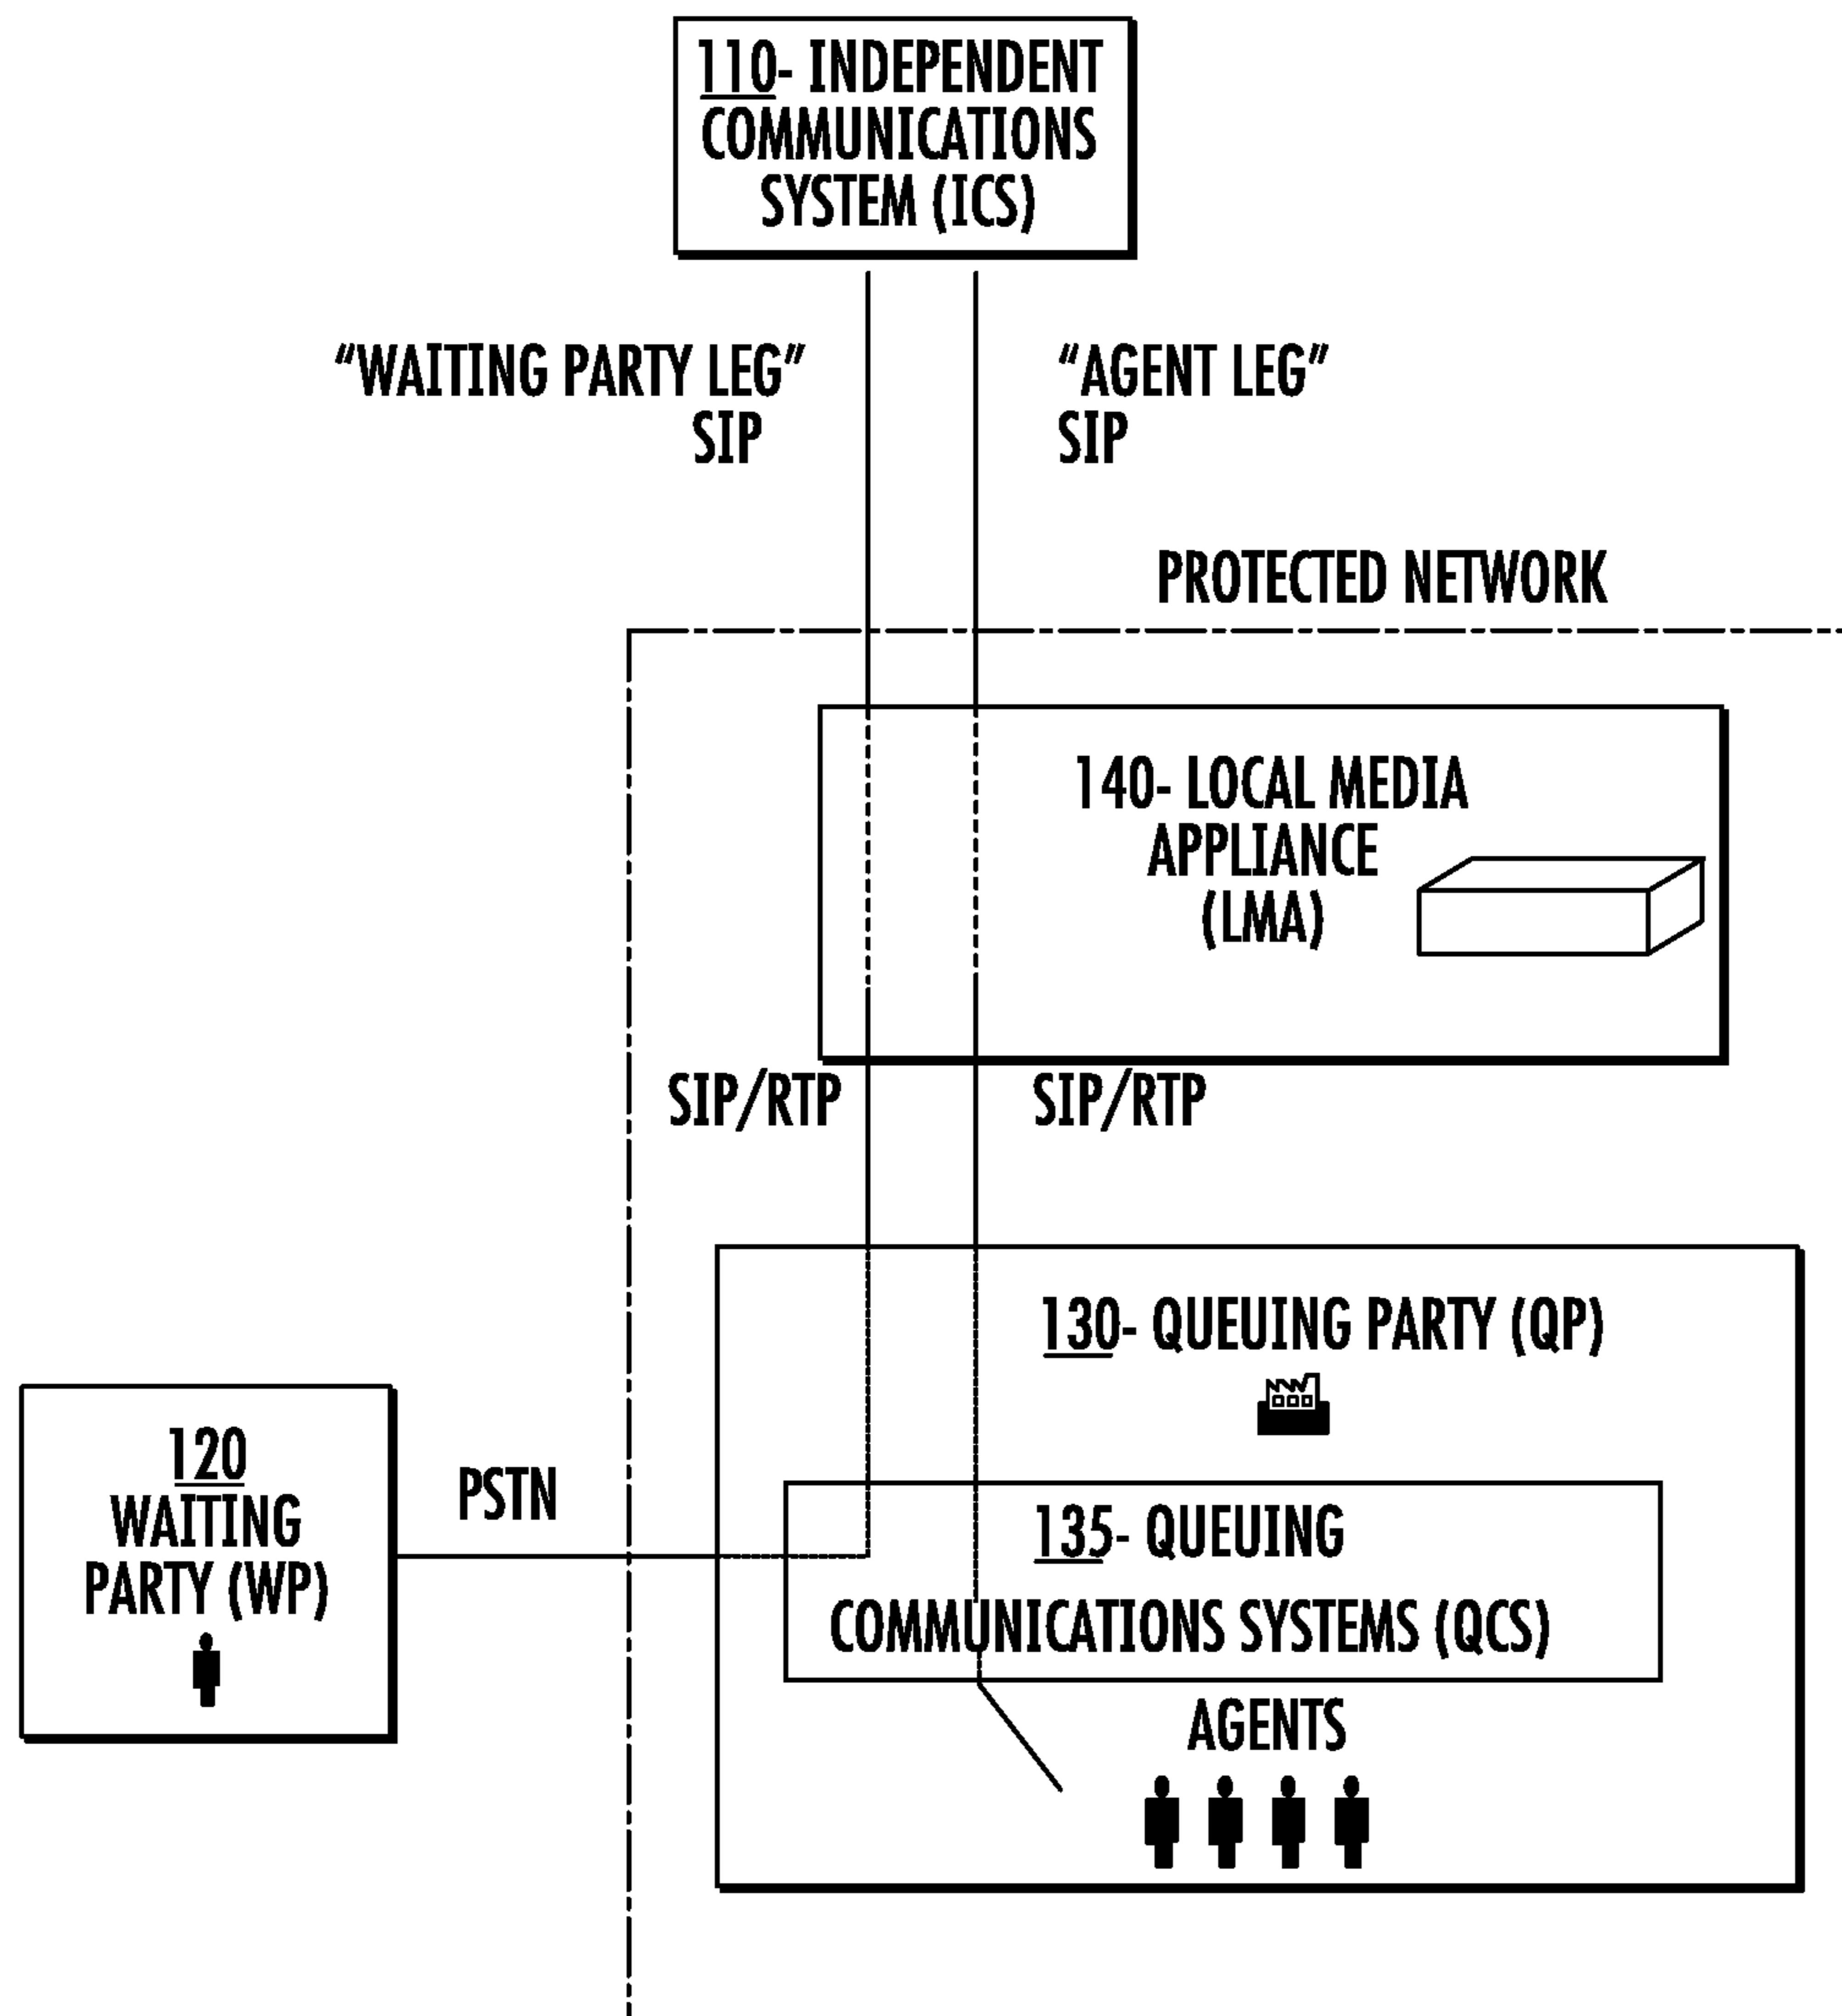 110- INDEPENDENT
COMMUNICATIONS
SYSTEM (ICS)
“WAITING PARTY LEG”
SIP
“AGENT LEG”
SIP
PROTECTED NETWORK
140- LOCAL MEDIA
APPLIANCE
(LMA)
SIP/RTP
SIP/RTP
130- QUEUING PARTY (QP)
120
WAITING
PARTY (WP)
PSTN
135- QUEUING
COMMUNICATIONS SYSTEMS (QCS)
AGENTS